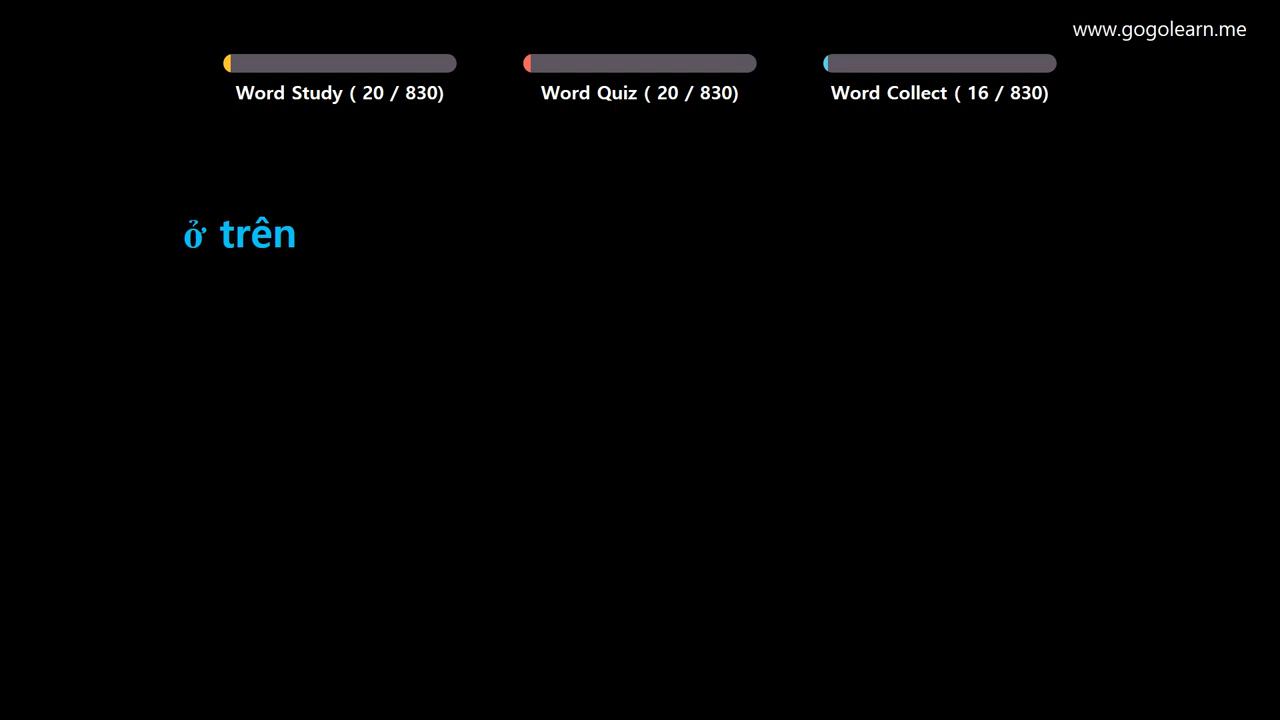 www.gogolearn.me
Word Study ( 20 / 830)
Word Quiz ( 20 / 830)
Word Collect ( 16 / 830)
ở trên